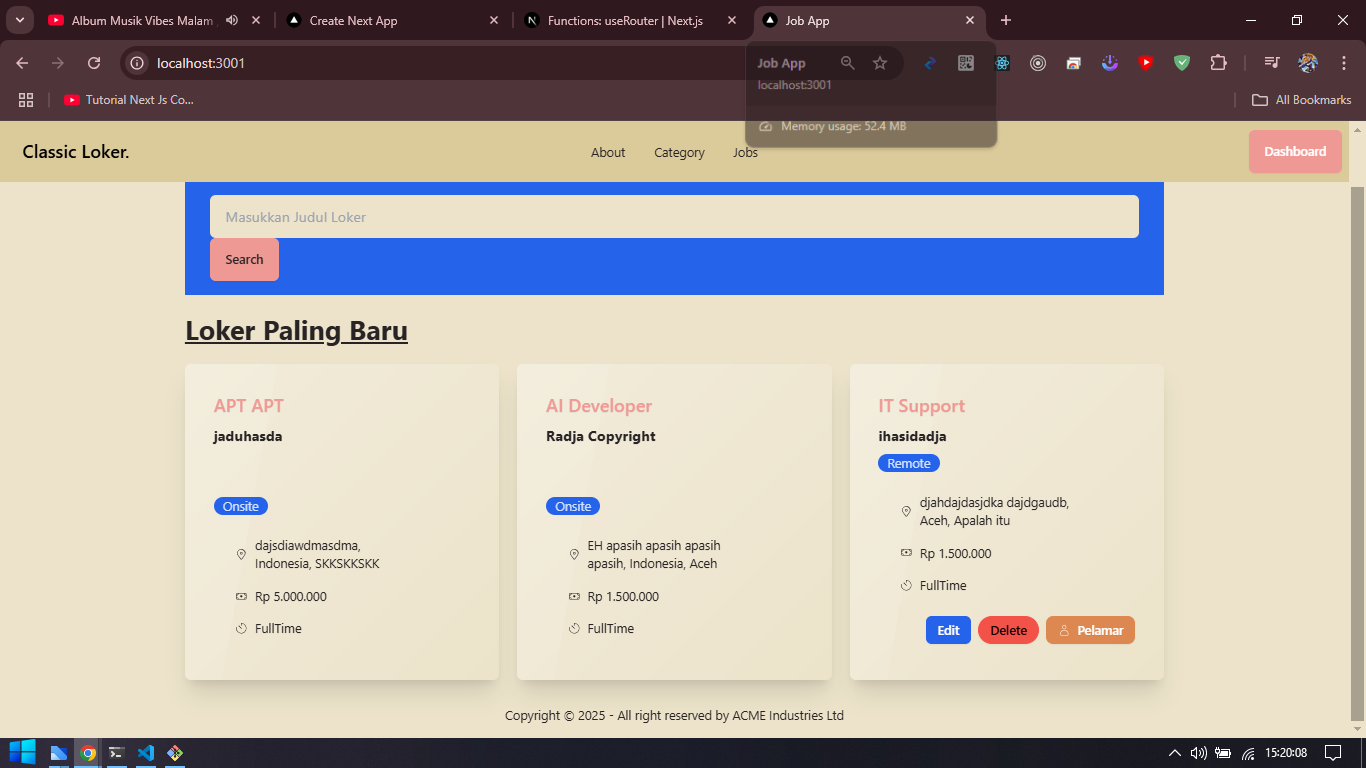 Album Musik Vibes Malam
Create Next App
Functions: useRouter | Next.js
Job App
localhost:3001
Job App
localhost:3001
Memory usage: 52.4 MB
Tutorial Next Js Co...
All Bookmarks
Classic Loker.
About
Category
Jobs
Dashboard
Masukkan Judul Loker
Search
Loker Paling Baru
APT APT
jaduhasda
Onsite
dajsdiawdmasdma,
Indonesia, SKKSKKSKK
Rp 5.000.000
FullTime
AI Developer
Radja Copyright
Onsite
EH apasih apasih apasih
apasih, Indonesia, Aceh
Rp 1.500.000
FullTime
IT Support
ihasidadja
Remote
djahdajdasjdka dajdgaudb,
Aceh, Apalah itu
Rp 1.500.000
FullTime
Edit
Delete
Pelamar
Copyright © 2025 - All right reserved by ACME Industries Ltd
15:20:08